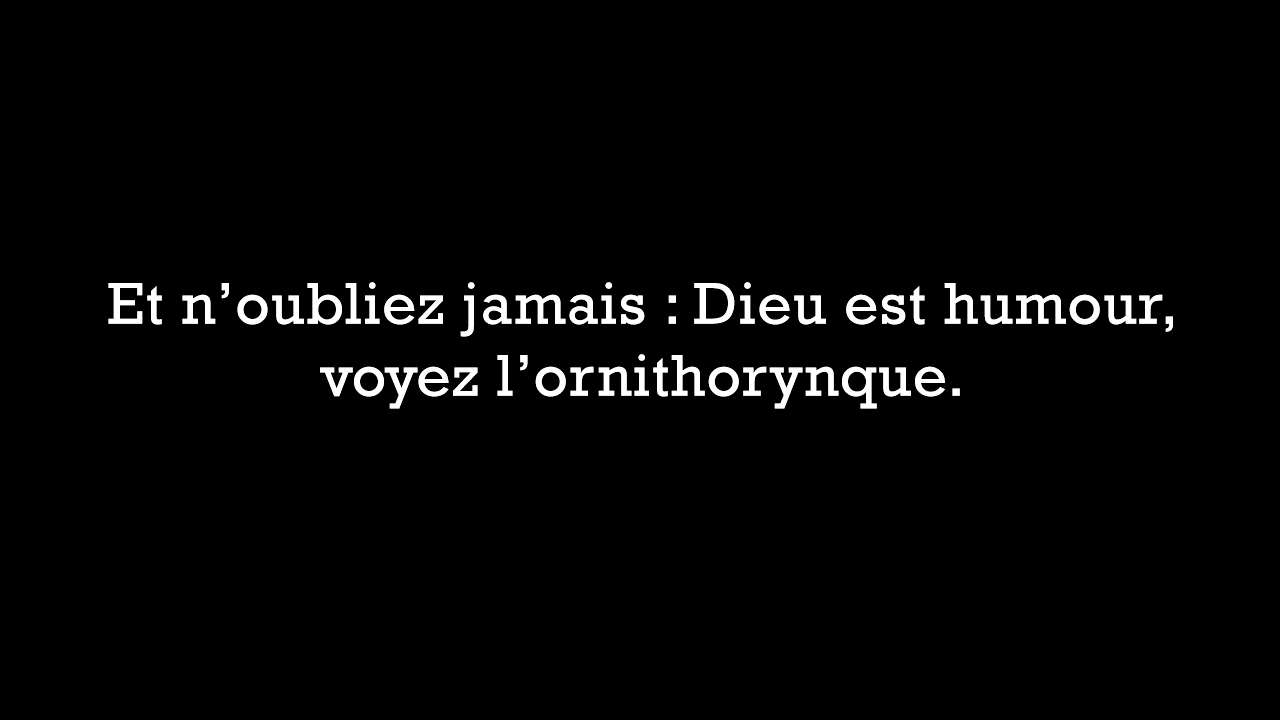 Et n’oubliez jamais : Dieu est humour,
voyez l’ornithorynque.